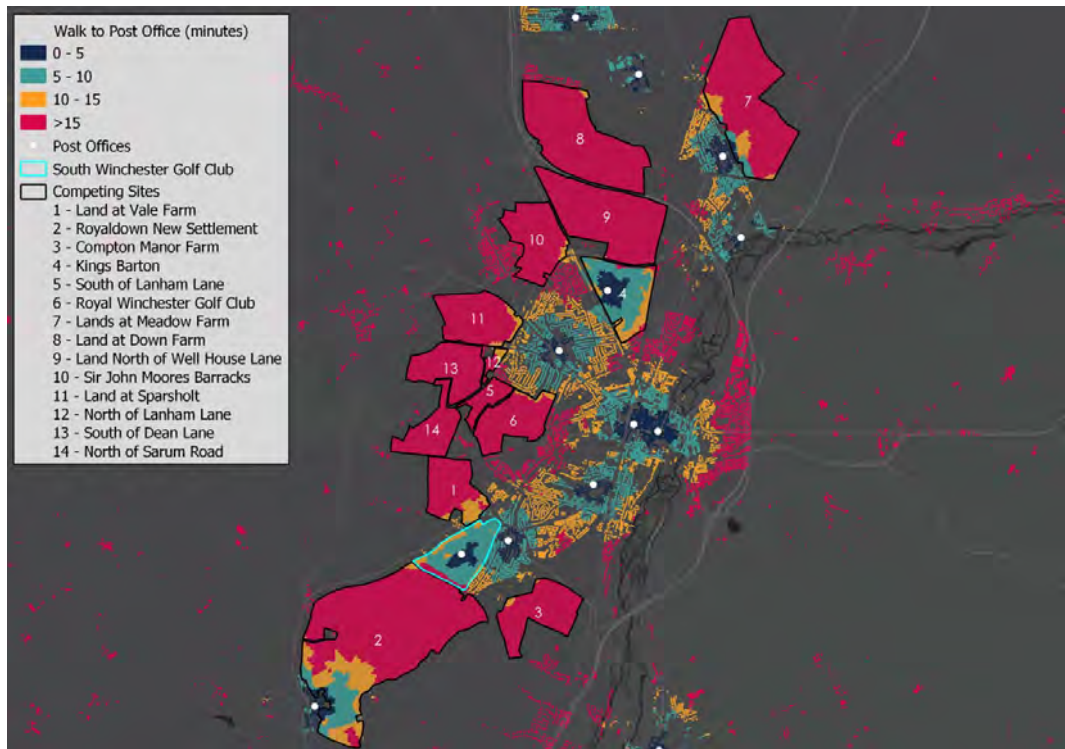 Walk to Post Office (minutes)
0 - 5
5 - 10
10 - 15
>15
Post Offices
South Winchester Golf Club
Competing Sites
1 - Land at Vale Farm
2 - Royaldown New Settlement
3 - Compton Manor Farm
4 - Kings Barton
5 - South of Lanham Lane
6 - Royal Winchester Golf Club
7 - Lands at Meadow Farm
8 - Land at Down Farm
9 - Land North of Well House Lane
10 - Sir John Moores Barracks
11 - Land at Sparsholt
12 - North of Lanham Lane
13 - South of Dean Lane
14 - North of Sarum Road
7
8
9
10
4
11
12
13
5
6
14
1
3
2